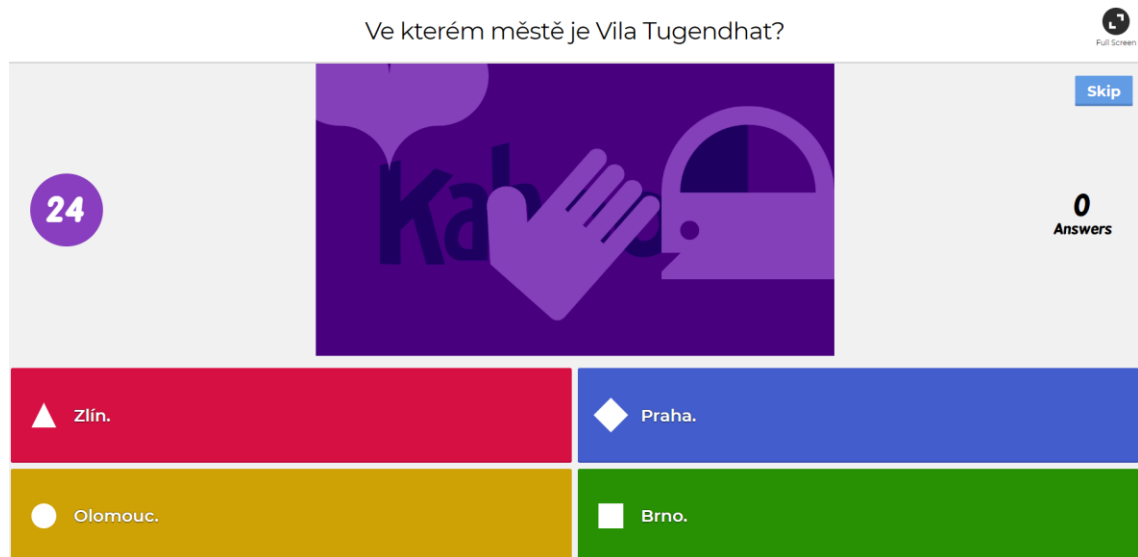 Ve kterém městě je Vila Tugendhat?
Full Screen
Skip
24
0
Answers
Zlín.
Praha.
Olomouc.
Brno.